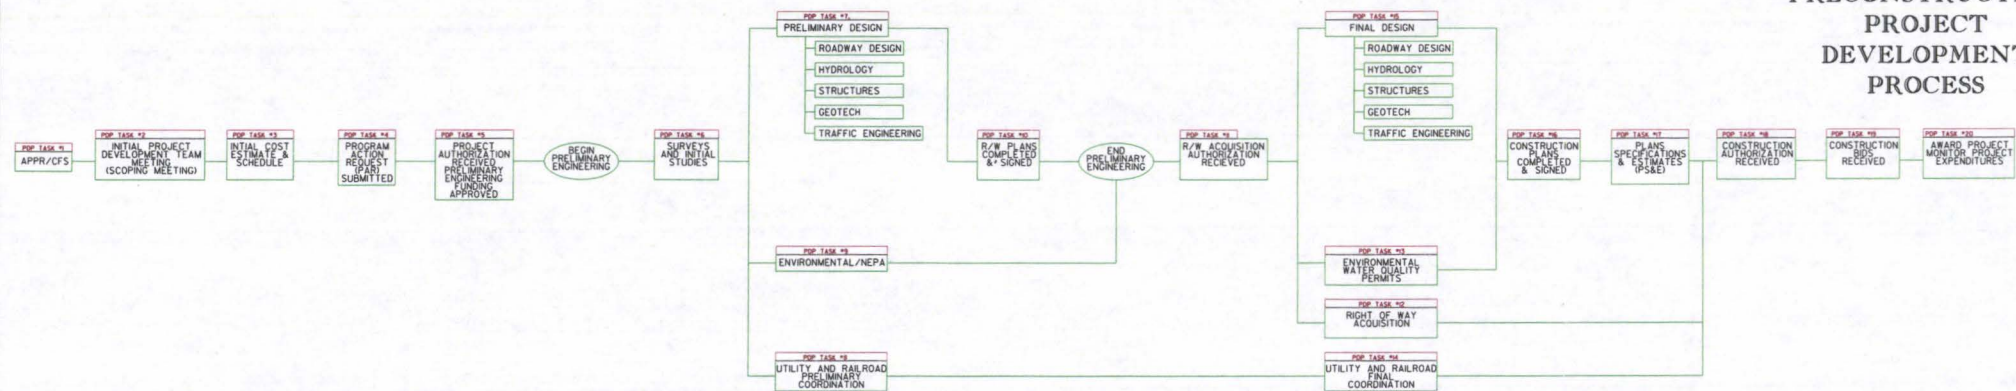 PROJECT
DEVELOPMENT
PROCESS
PDP TASK #1
APPR/CFS
PDP TASK #2
INITIAL PROJECT
DEVELOPMENT TEAM
MEETING
(SCOPING MEETING)
PDP TASK #3
INTIAL COST
ESTIMATE &
SCHEDULE
PDP TASK #4
PROGRAM
ACTION
REQUEST
(PAR)
SUBMITTED
PDP TASK #5
PROJECT
AUTHORIZATION
RECEIVED
PRELIMINARY
ENGINEERING
FUNDING
APPROVED
BEGIN
PRELIMINARY
ENGINEERING
PDP TASK #6
SURVEYS
AND INITIAL
STUDIES
PDP TASK #7.
PRELIMINARY DESIGN
ROADWAY DESIGN
HYDROLOGY
STRUCTURES
GEOTECH
TRAFFIC ENGINEERING
PDP TASK
ENVIRONMENTAL/NEPA
PDP TASK
UTILITY AND RAILROAD
PRELIMINARY
COORDINATION
PDP TASK #10
R/W PLANS
COMPLETED
& SIGNED
END
PRELIMINARY
ENGINEERING
PDP TASK
R/W ACQUISITION
AUTHORIZATION
RECIEVED
PDP TASK #15
FINAL DESIGN
ROADWAY DESIGN
HYDROLOGY
STRUCTURES
GEOTECH
TRAFFIC ENGINEERING
PDP TASK #13
ENVIRONMENTAL
WATER QUALITY
PERMITS
PDP TASK #12
RIGHT OF WAY
ACQUISITION
PDP TASK #14
UTILITY AND RAILROAD
FINAL
COORDINATION
PDP TASK #16
CONSTRUCTION
PLANS
COMPLETED
& SIGNED
PDP TASK #17
PLANS
SPECIFICATIONS
& ESTIMATES
(PS&E)
PDP TASK #18
CONSTRUCTION
AUTHORIZATION
RECEIVED
PDP TASK #19
CONSTRUCTION
BIDS
RECEIVED
PDP TASK #20
AWARD PROJECT
MONITOR PROJECT
EXPENDITURES